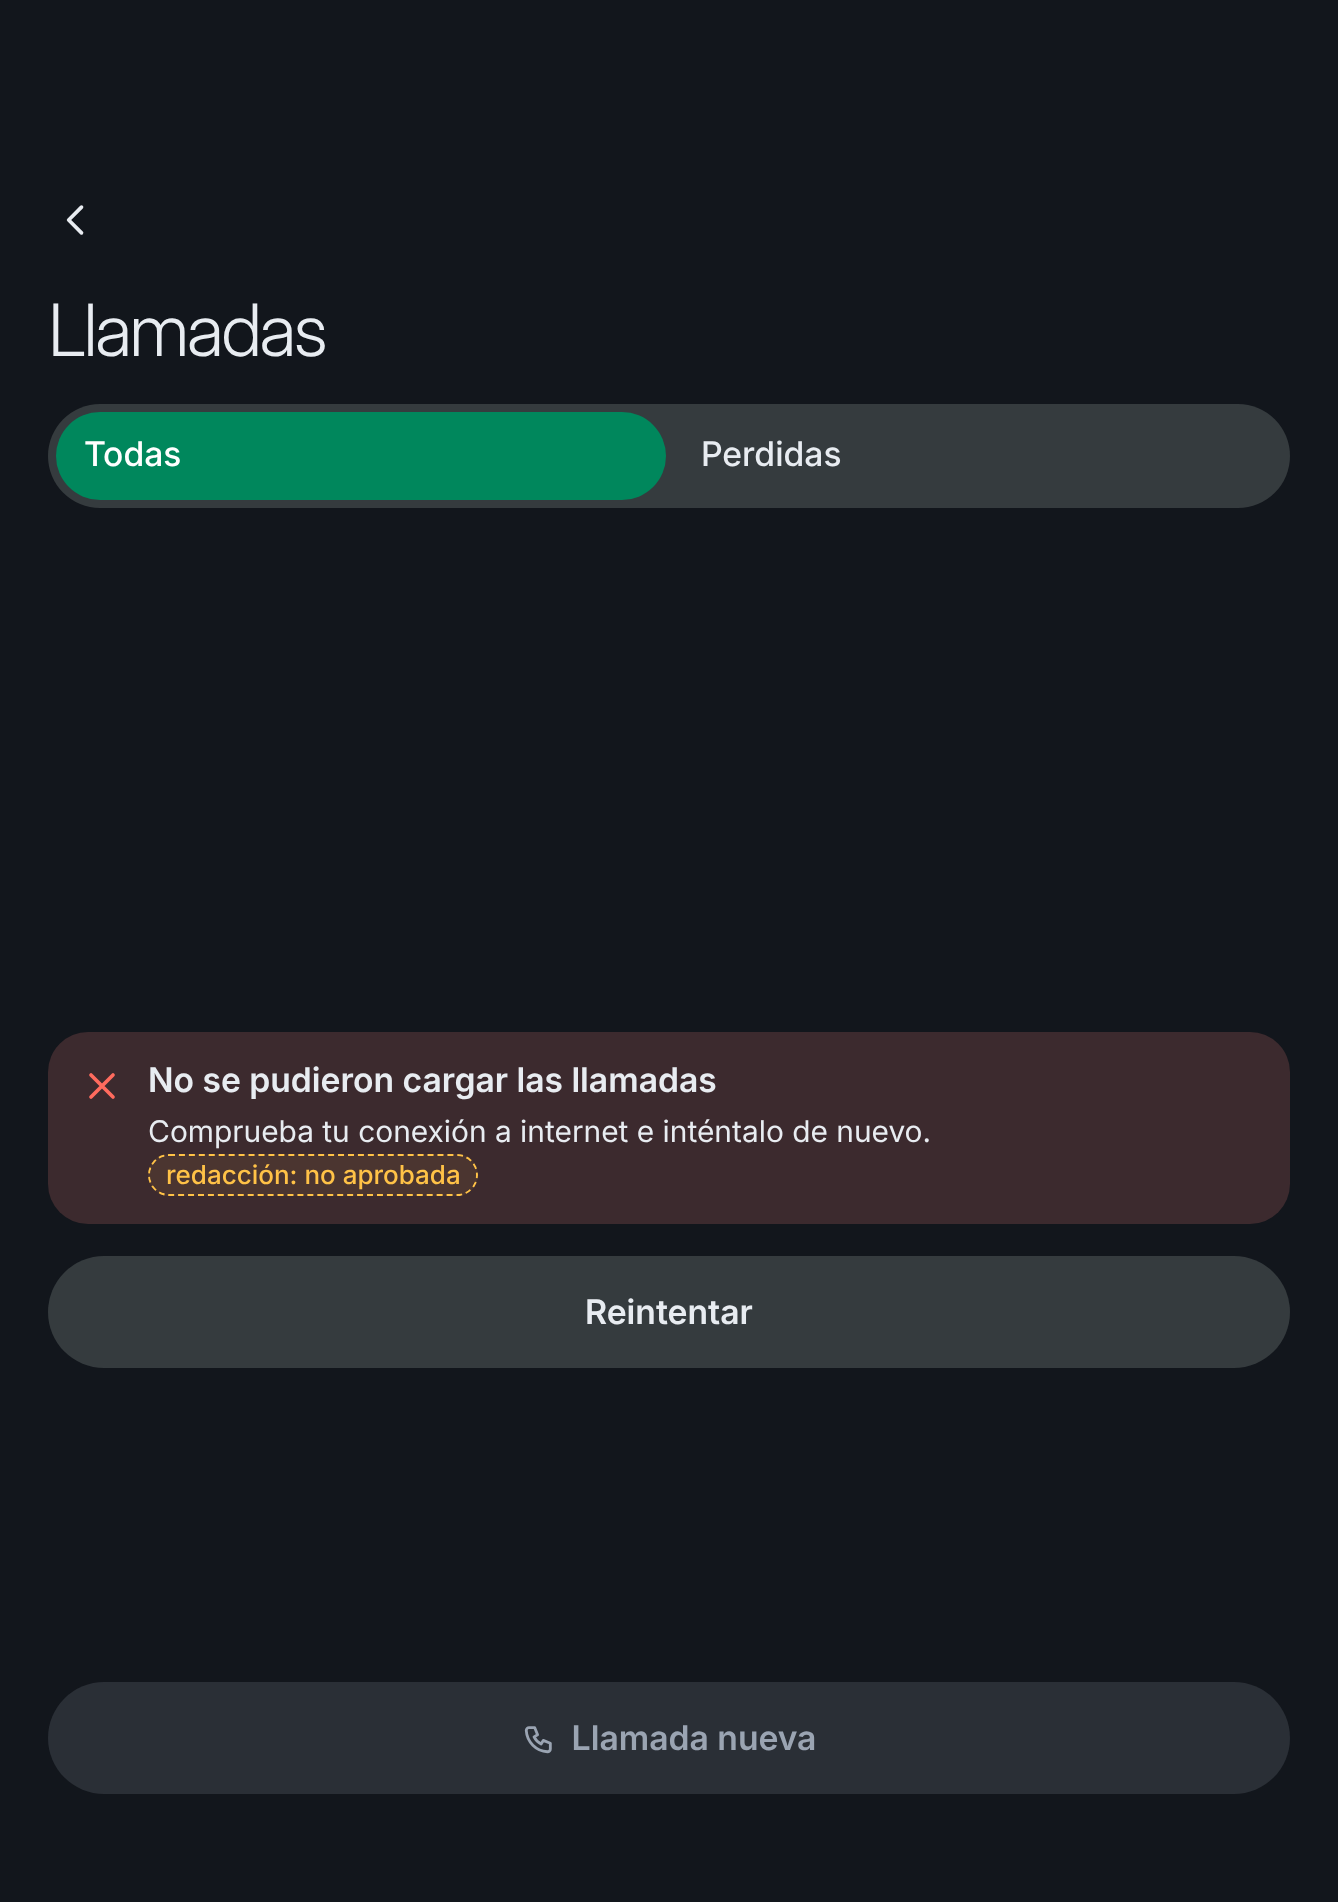 Llamadas
Todas
Perdidas
No se pudieron cargar las llamadas
Comprueba tu conexión a internet e inténtalo de nuevo.
redacción: no aprobada
Reintentar
Llamada nueva